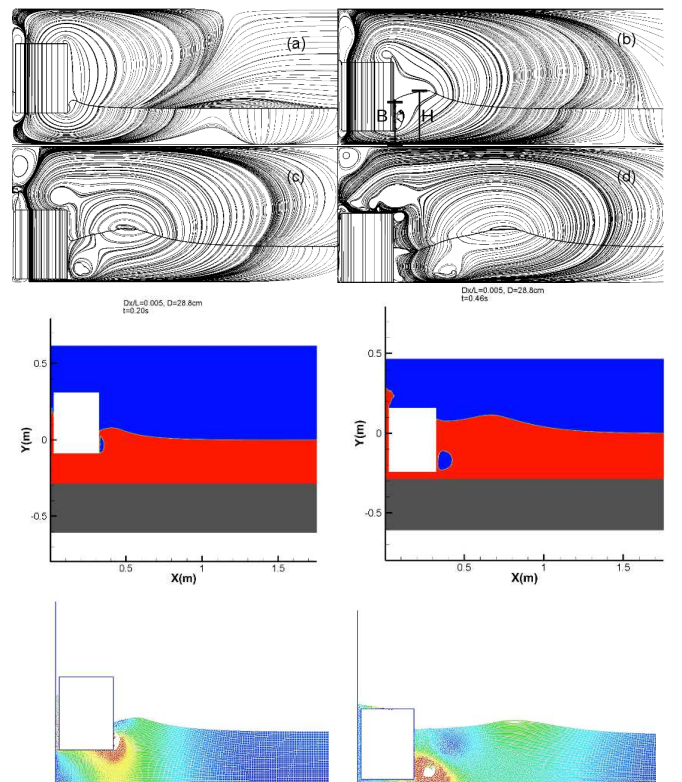 (a)
(b)
B
H
(c)
(d)
Dx/L=0.005, D=28.8cm
t=0.20s
Dx/L=0.005, D=28.8cm
t=0.46s
0.5
0
-0.5
Y(m)
0.5
1
1.5
X(m)
0.5
0
-0.5
Y(m)
0.5
1
1.5
X(m)